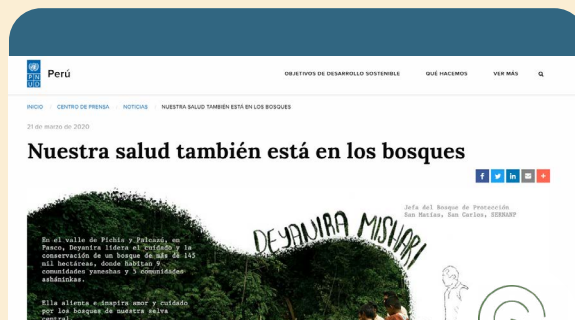 PNUD
Perú
OBJETIVOS DE DESARROLLO SOSTENIBLE QUÉ HACEMOS VER MÁS
INICIO CENTRO DE PRENSA NOTICIAS NUESTRA SALUD TAMBIÉN ESTÁ EN LOS BOSQUES
21 de marzo de 2020
Nuestra salud también está en los bosques
Jefa del Bosque de Protección
San Matías, San Carlos, SERNANP
DEYANIRA MISHARI
En el valle de Pichis y Palcazú, en
Pasco, Deyanira lidera el cuidado y la
conservación de un bosque de más de 145
mil hectáreas, donde habitan 9
comunidades yaneshas y 5 comunidades
asháninkas.
Ella alienta e inspira amor y cuidado
por los bosques de nuestra selva
central.